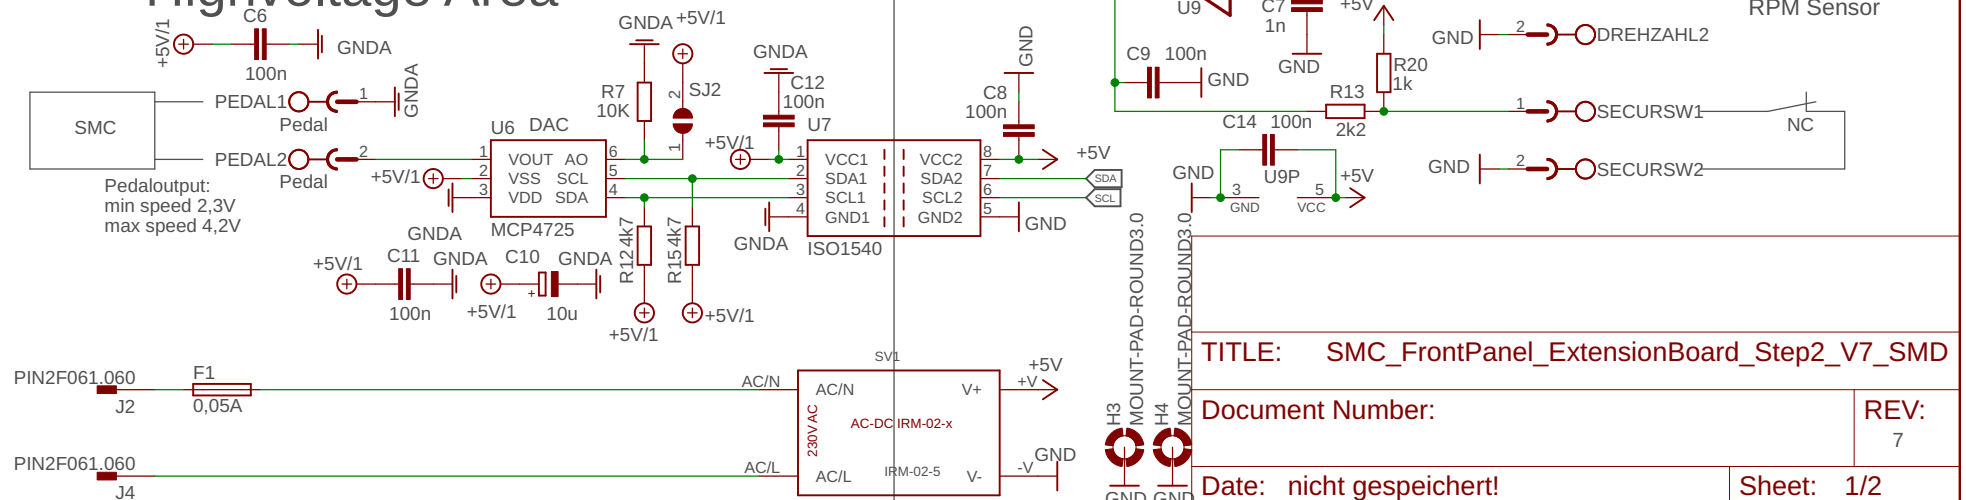 Highvoltage Area
C6
+5V/1
GNDA
100n
SMC
PEDAL1
1
GNDA
Pedal
PEDAL2
2
Pedal
Pedaloutput:
min speed 2,3V
max speed 4,2V
GNDA
+5V/1
R7
10K
2
SJ2
1
U6 DAC
1 VOUT AO 6
+5V/1 2 VSS SCL 5
3 VDD SDA 4
MCP4725
GNDA
C12
100n
U7
+5V/1
1 VCC1 VCC2 8
2 SDA1 SDA2 7
3 SCL1 SCL2 6
4 GND1 GND2 5
GNDA
ISO1540
GND
C8
100n
+5V
SDA
SCL
GND
GNDA
+5V/1
C11
GNDA
100n
C10
GNDA
+
+5V/1
10u
R12 4k7
R15 4k7
+5V/1
+5V/1
U9
C7
1n
GND
+5V
R20
1k
C9 100n
GND
R13
2k2
C14 100n
GND
U9P
+5V
3
GND
5
VCC
RPM Sensor
GND
2
DREHZAHL2
1
SECURSW1
NC
GND
2
SECURSW2
PIN2F061.060
J2
F1
0,05A
PIN2F061.060
J4
SV1
AC/N
AC/N
V+
+V
+5V
230V AC
AC-DC IRM-02-x
AC/L
AC/L
IRM-02-5
V-
-V
GND
H3
MOUNT-PAD-ROUND3.0
GND
H4
MOUNT-PAD-ROUND3.0
GND
TITLE: SMC_FrontPanel_ExtensionBoard_Step2_V7_SMD
Document Number:
REV:
7
Date: nicht gespeichert!
Sheet: 1/2